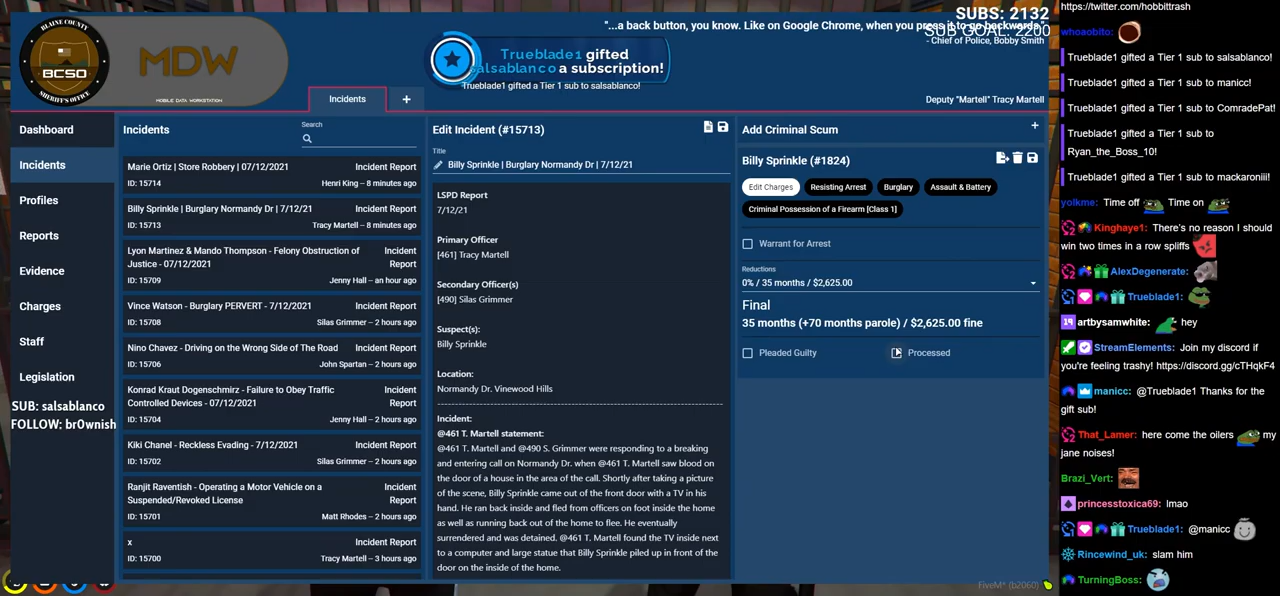 "...a back button, you know. Like on Google Chrome, when you press it to go backwards."
- Chief of Police, Bobby Smith
SUBS: 2132
SUB GOAL: 2200
BLAINE COUNTY
BCSO
SHERIFF'S OFFICE
MDW
MOBILE DATA WORKSTATION
Trueblade1 gifted
salsablanco a subscription!
Trueblade1 gifted a Tier 1 sub to salsablanco!
Incidents
+
Deputy "Martell" Tracy Martell
Dashboard
Incidents
Profiles
Reports
Evidence
Charges
Staff
Legislation
SUB: salsablanco
FOLLOW: br0wnish
Incidents
Search
Marie Ortiz | Store Robbery | 07/12/2021
Incident Report
ID: 15714
Henri King – 8 minutes ago
Billy Sprinkle | Burglary Normandy Dr | 7/12/21
Incident Report
ID: 15713
Tracy Martell – 8 minutes ago
Lyon Martinez & Mando Thompson - Felony Obstruction of
Justice - 07/12/2021
Incident
Report
ID: 15709
Jenny Hall – an hour ago
Vince Watson - Burglary PERVERT - 7/12/2021
Incident Report
ID: 15708
Silas Grimmer – 2 hours ago
Nino Chavez - Driving on the Wrong Side of The Road
Incident Report
ID: 15706
John Spartan – 2 hours ago
Konrad Kraut Dogenschmirz - Failure to Obey Traffic
Controlled Devices - 07/12/2021
Incident
Report
ID: 15704
Jenny Hall – 2 hours ago
Kiki Chanel - Reckless Evading - 7/12/2021
Incident Report
ID: 15702
Silas Grimmer – 2 hours ago
Ranjit Raventish - Operating a Motor Vehicle on a
Suspended/Revoked License
Incident
Report
ID: 15701
Matt Rhodes – 2 hours ago
x
Incident Report
ID: 15700
Tracy Martell – 3 hours ago
Edit Incident (#15713)
Title
Billy Sprinkle | Burglary Normandy Dr | 7/12/21
LSPD Report
7/12/21
Primary Officer
[461] Tracy Martell
Secondary Officer(s)
[490] Silas Grimmer
Suspect(s):
Billy Sprinkle
Location:
Normandy Dr. Vinewood Hills
Incident:
@461 T. Martell statement:
@461 T. Martell and @490 S. Grimmer were responding to a breaking
and entering call on Normandy Dr. when @461 T. Martell saw blood on
the door of a house in the area of the call. Shortly after taking a picture
of the scene, Billy Sprinkle came out of the front door with a TV in his
hand. He ran back inside and fled from officers on foot inside the home
as well as running back out of the home to flee. He eventually
surrendered and was detained. @461 T. Martell found the TV inside next
to a computer and large statue that Billy Sprinkle piled up in front of the
door on the inside of the home.
Add Criminal Scum
+
Billy Sprinkle (#1824)
Edit Charges
Resisting Arrest
Burglary
Assault & Battery
Criminal Possession of a Firearm [Class 1]
Warrant for Arrest
Reductions
0% / 35 months / $2,625.00
Final
35 months (+70 months parole) / $2,625.00 fine
Pleaded Guilty
Processed
FiveM* (b2060)
https://twitter.com/hobbittrash
whoaobito:
Trueblade1 gifted a Tier 1 sub to salsablanco!
Trueblade1 gifted a Tier 1 sub to manicc!
Trueblade1 gifted a Tier 1 sub to ComradePat!
Trueblade1 gifted a Tier 1 sub to
Ryan_the_Boss_10!
Trueblade1 gifted a Tier 1 sub to mackaroniii!
yolkme: Time off Time on
Kinghaye1: There's no reason I should
win two times in a row spliffs
AlexDegenerate:
Trueblade1:
19 artbysamwhite: hey
StreamElements: Join my discord if
you're feeling trashy! https://discord.gg/cTHqkF4
manicc: @Trueblade1 Thanks for the
gift sub!
That_Lamer: here come the oilers my
jane noises!
Brazi_Vert:
princesstoxica69: lmao
Trueblade1: @manicc
Rincewind_uk: slam him
TurningBoss: